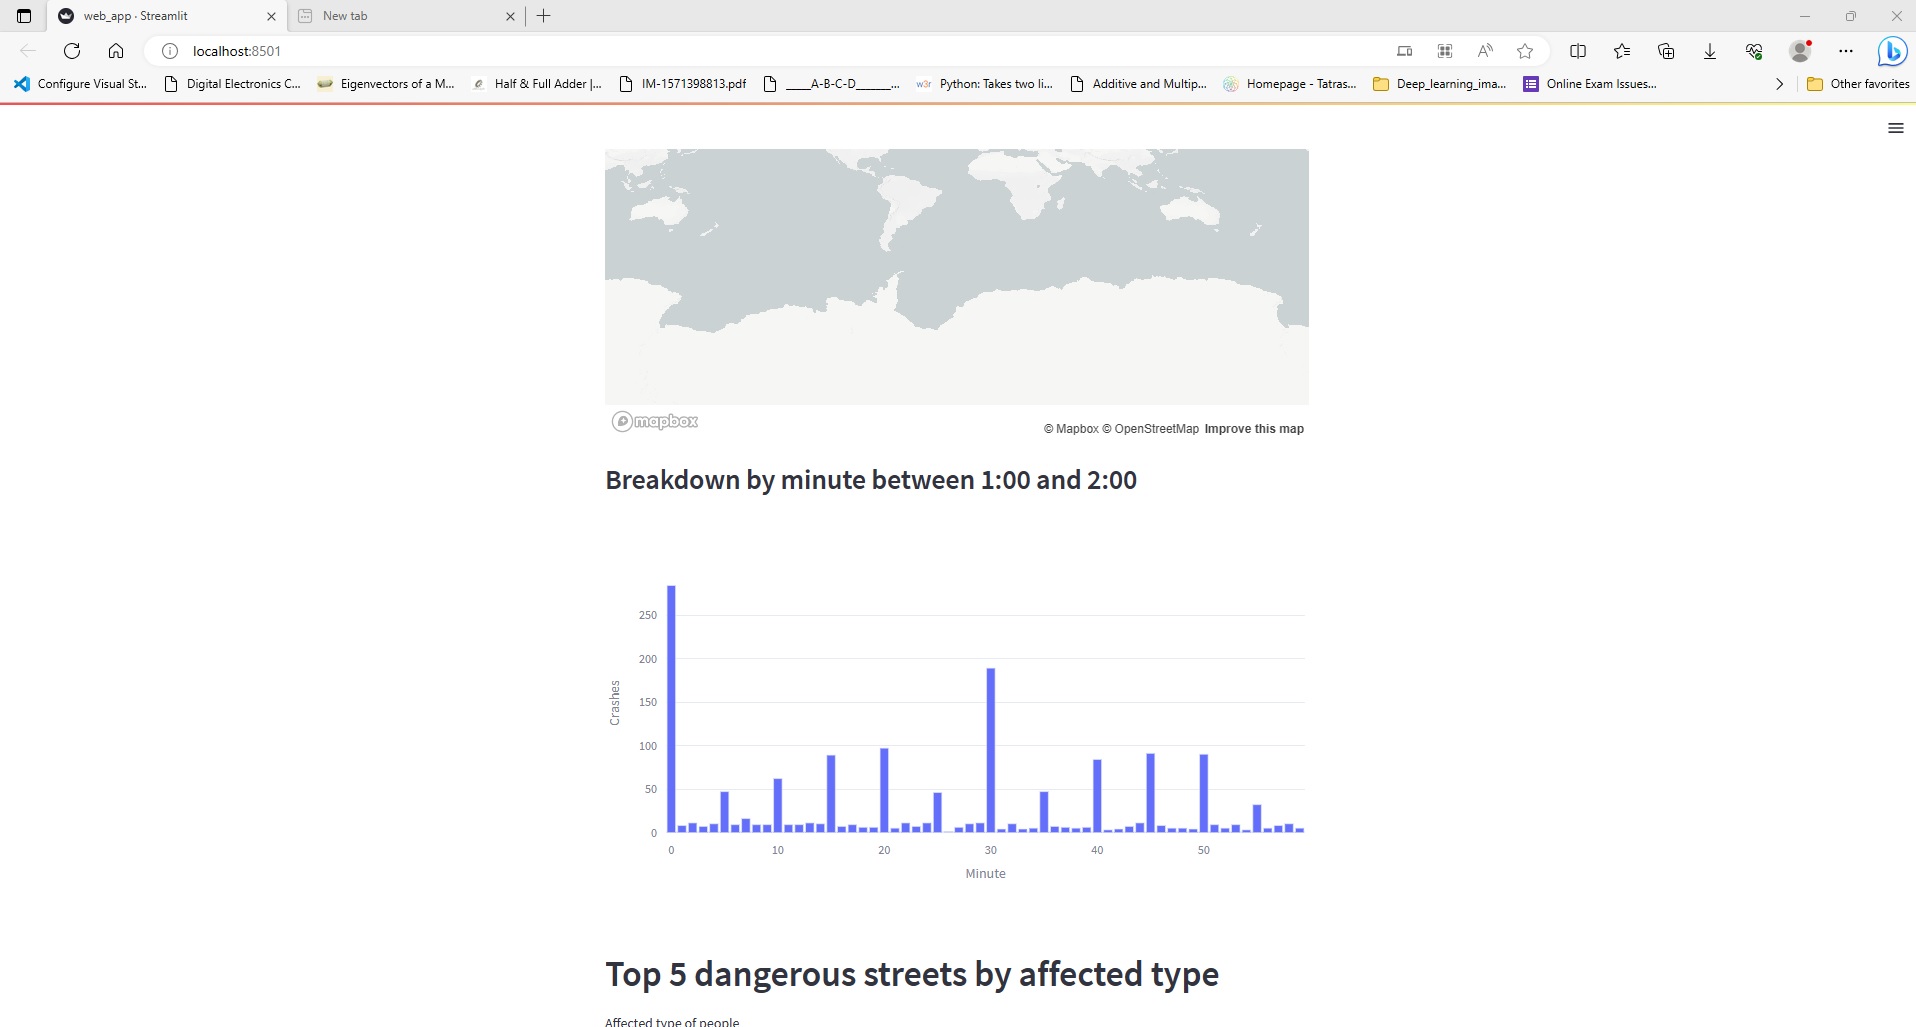 web_app · Streamlit
New tab
localhost:8501
Configure Visual St...
Digital Electronics C...
Eigenvectors of a M...
Half & Full Adder |...
IM-1571398813.pdf
____A-B-C-D______...
w3r
Python: Takes two li...
Additive and Multip...
Homepage - Tatras...
Deep_learning_ima...
Online Exam Issues...
Other favorites
mapbox
© Mapbox © OpenStreetMap Improve this map
Breakdown by minute between 1:00 and 2:00
250
200
150
100
50
0
Crashes
0 10 20 30 40 50
Minute
Top 5 dangerous streets by affected type
Affected type of people